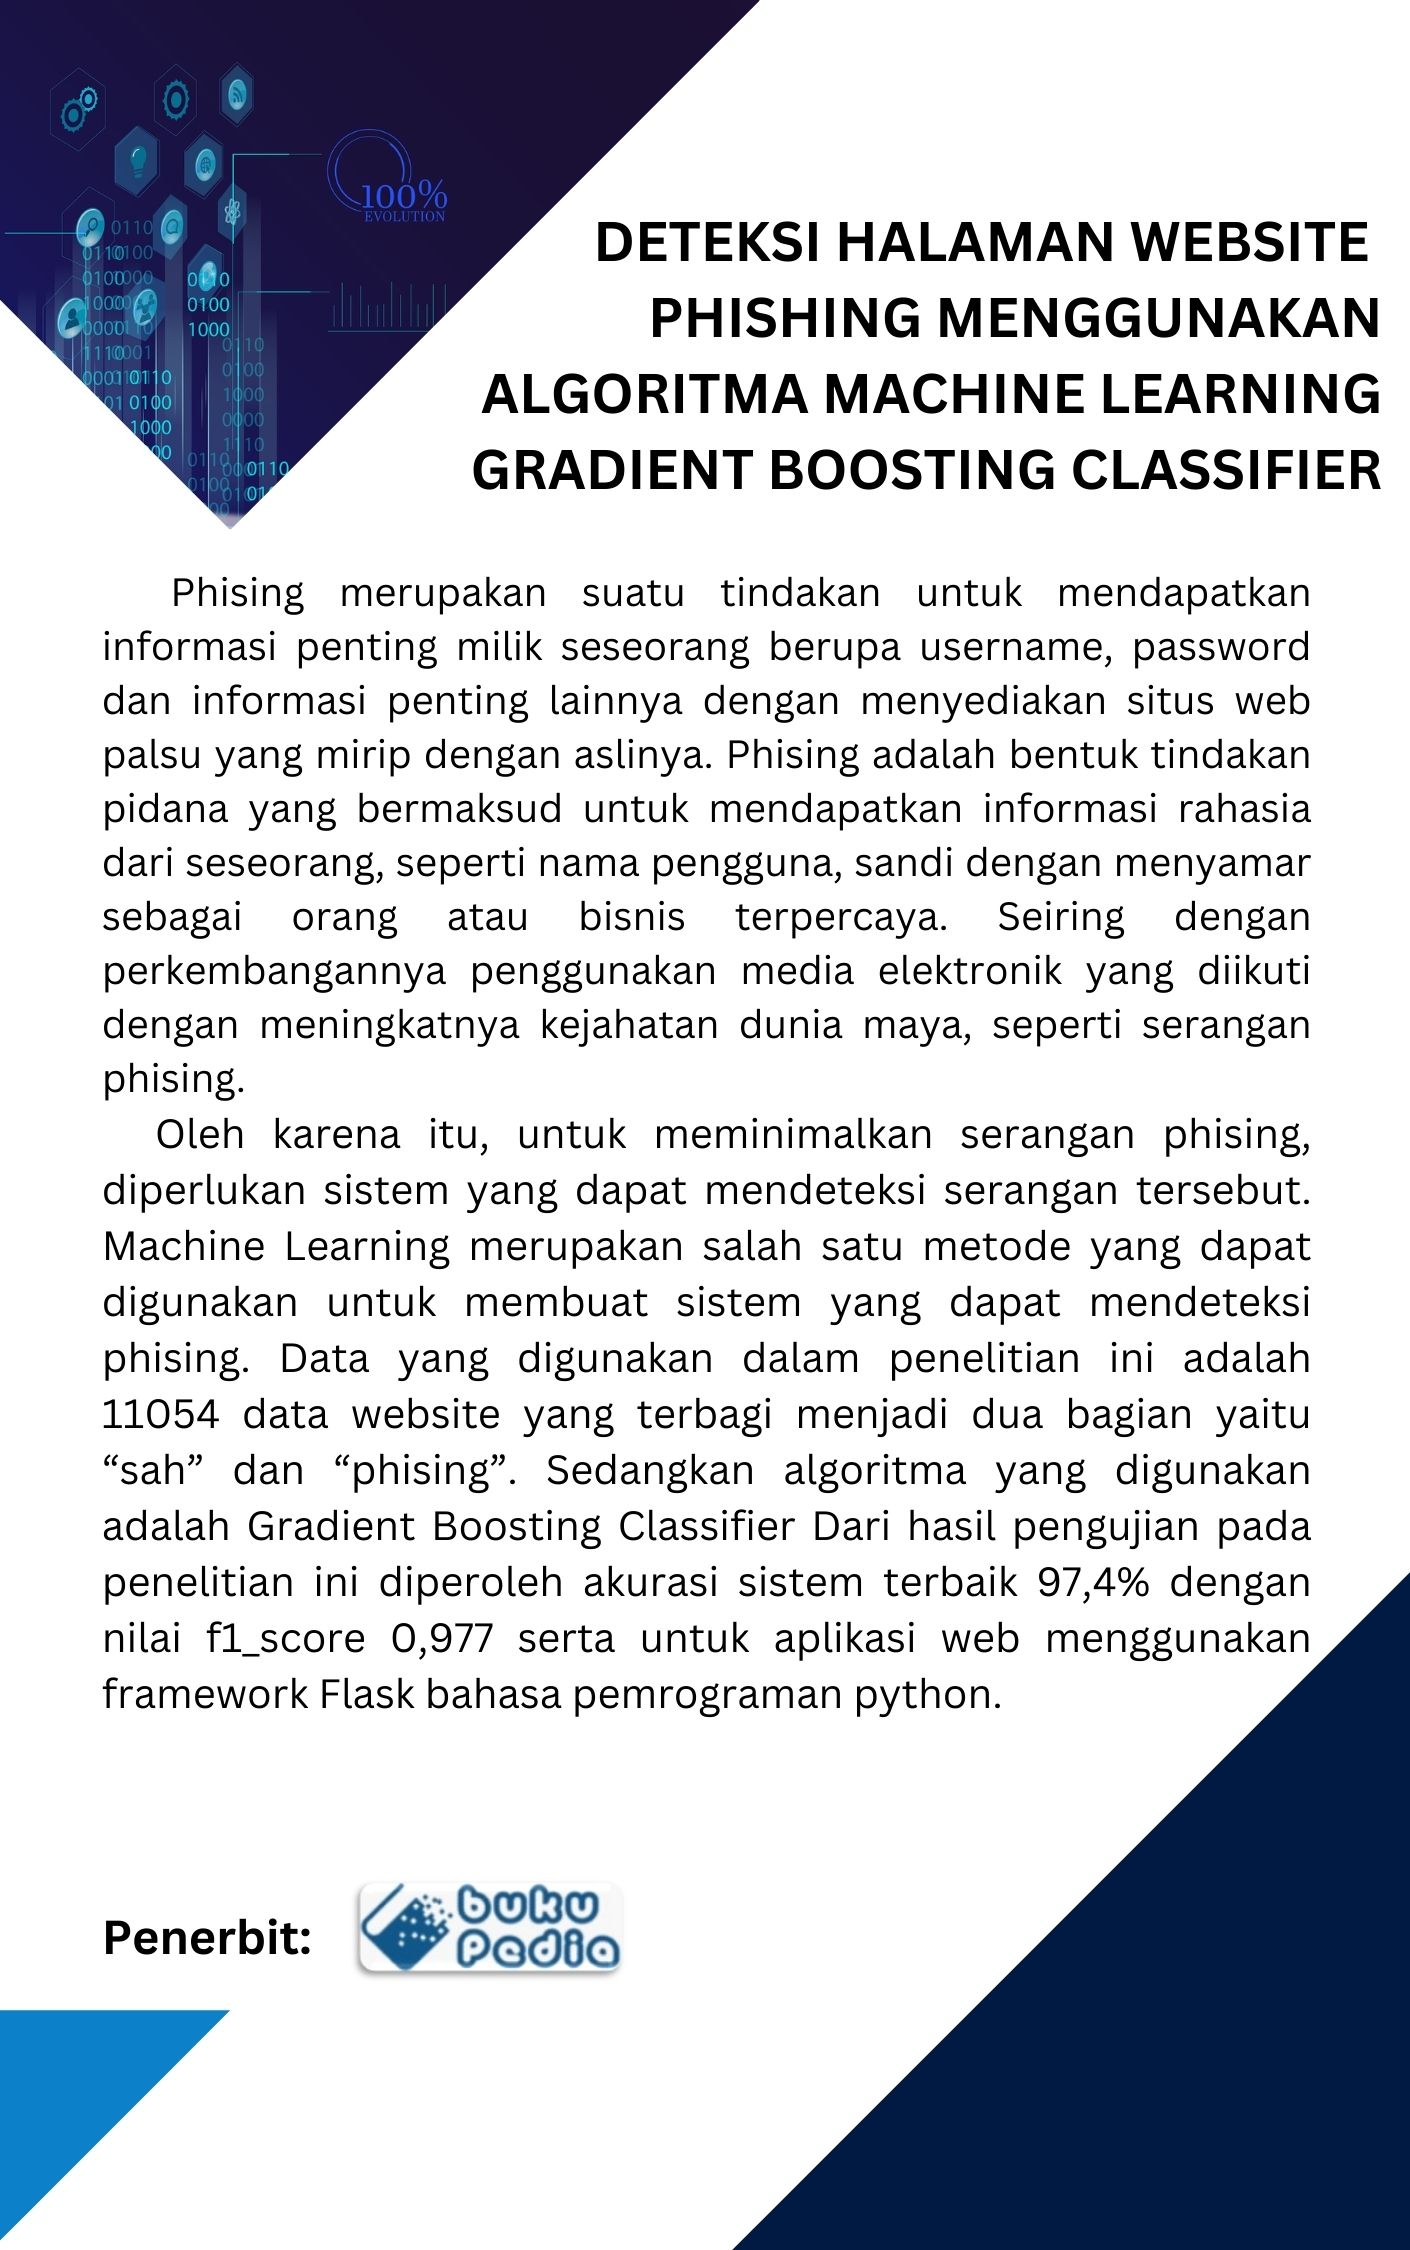 100%
EVOLUTION
DETEKSI HALAMAN WEBSITE
PHISHING MENGGUNAKAN
ALGORITMA MACHINE LEARNING
GRADIENT BOOSTING CLASSIFIER
Phising merupakan suatu tindakan untuk mendapatkan
informasi penting milik seseorang berupa username, password
dan informasi penting lainnya dengan menyediakan situs web
palsu yang mirip dengan aslinya. Phising adalah bentuk tindakan
pidana yang bermaksud untuk mendapatkan informasi rahasia
dari seseorang, seperti nama pengguna, sandi dengan menyamar
sebagai orang atau bisnis terpercaya. Seiring dengan
perkembangannya penggunakan media elektronik yang diikuti
dengan meningkatnya kejahatan dunia maya, seperti serangan
phising.
Oleh karena itu, untuk meminimalkan serangan phising,
diperlukan sistem yang dapat mendeteksi serangan tersebut.
Machine Learning merupakan salah satu metode yang dapat
digunakan untuk membuat sistem yang dapat mendeteksi
phising. Data yang digunakan dalam penelitian ini adalah
11054 data website yang terbagi menjadi dua bagian yaitu
“sah” dan “phising”. Sedangkan algoritma yang digunakan
adalah Gradient Boosting Classifier Dari hasil pengujian pada
penelitian ini diperoleh akurasi sistem terbaik 97,4% dengan
nilai f1_score 0,977 serta untuk aplikasi web menggunakan
framework Flask bahasa pemrograman python.
Penerbit:
buku
Pedia